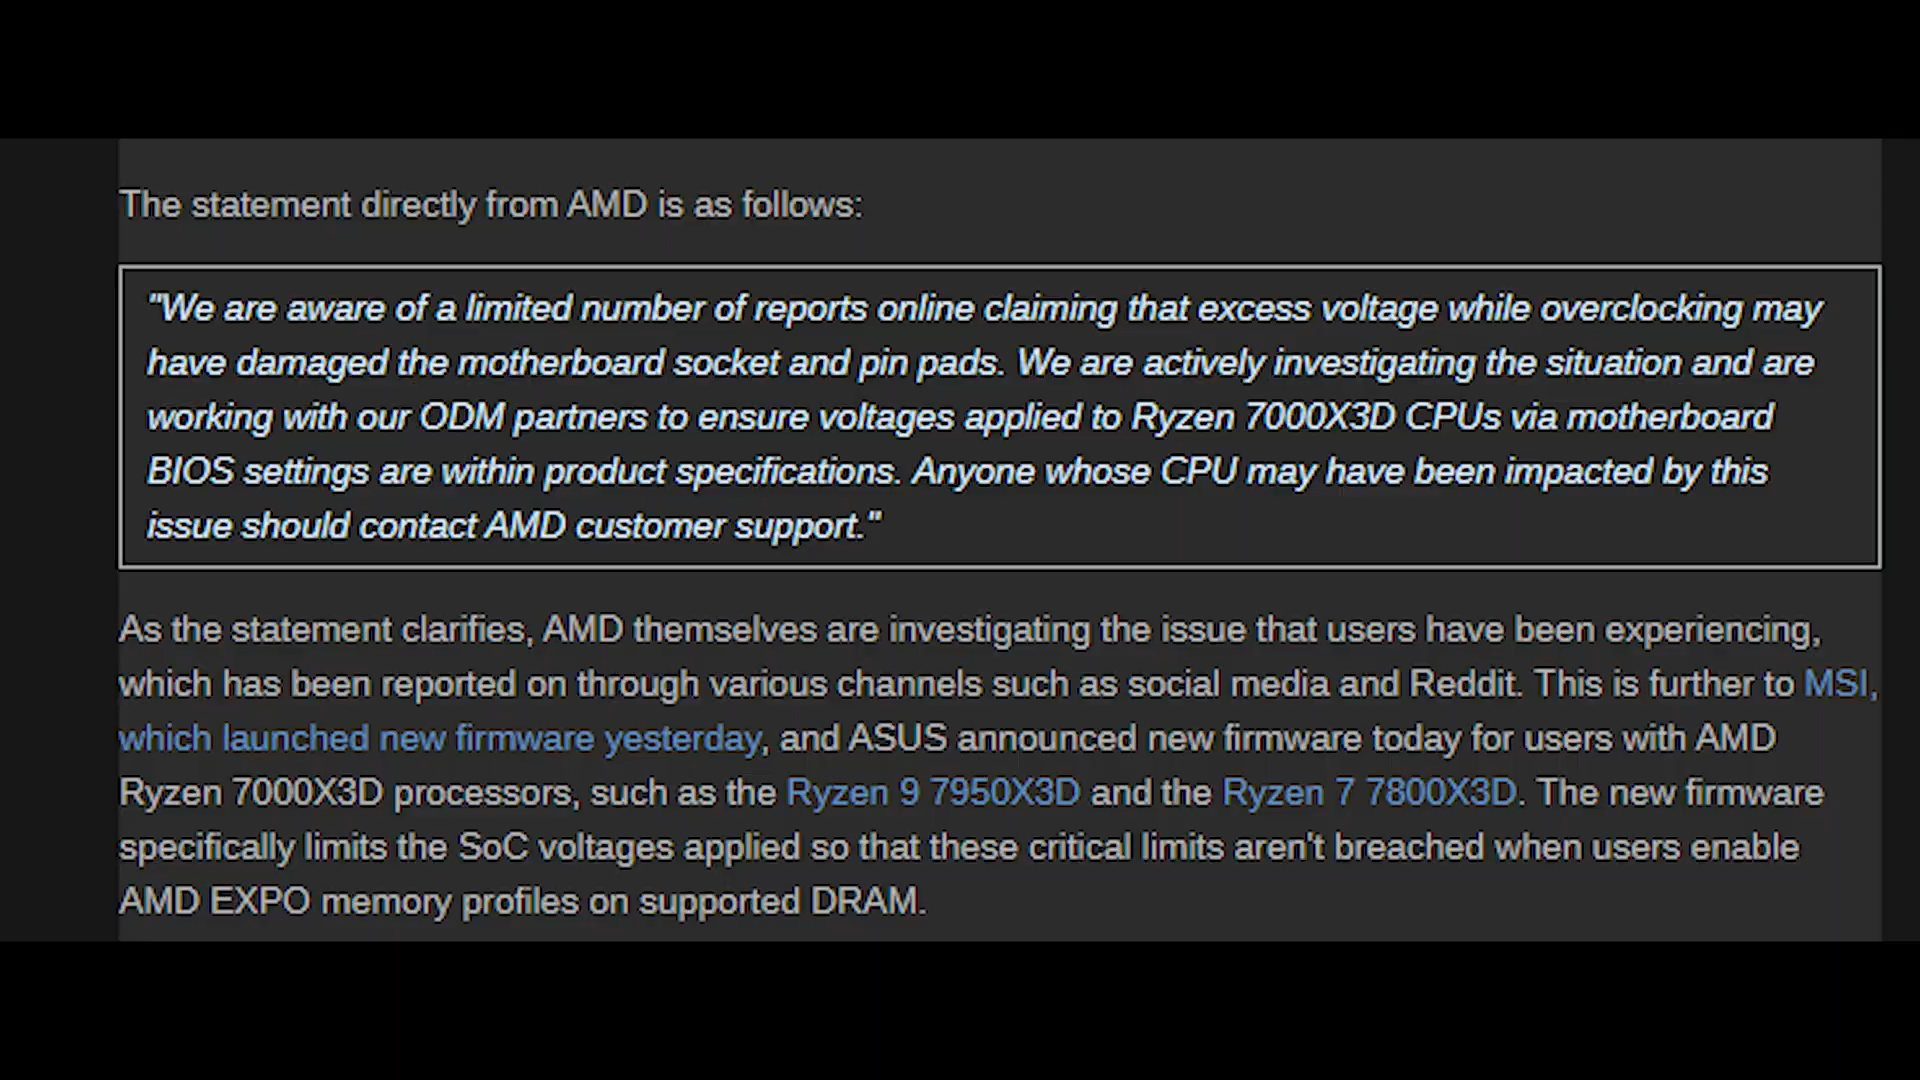 The statement directly from AMD is as follows:
"We are aware of a limited number of reports online claiming that excess voltage while overclocking may
have damaged the motherboard socket and pin pads. We are actively investigating the situation and are
working with our ODM partners to ensure voltages applied to Ryzen 7000X3D CPUs via motherboard
BIOS settings are within product specifications. Anyone whose CPU may have been impacted by this
issue should contact AMD customer support."
As the statement clarifies, AMD themselves are investigating the issue that users have been experiencing,
which has been reported on through various channels such as social media and Reddit. This is further to MSI,
which launched new firmware yesterday, and ASUS announced new firmware today for users with AMD
Ryzen 7000X3D processors, such as the Ryzen 9 7950X3D and the Ryzen 7 7800X3D. The new firmware
specifically limits the SoC voltages applied so that these critical limits aren't breached when users enable
AMD EXPO memory profiles on supported DRAM.